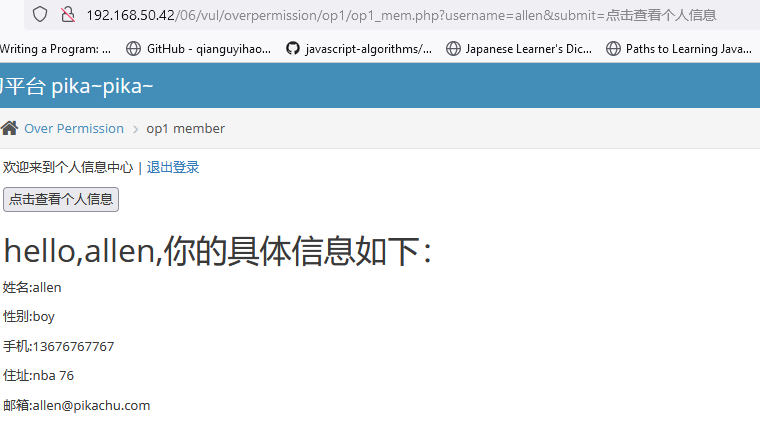 192.168.50.42/06/vul/overpermission/op1/op1_mem.php?username=allen&submit=点击查看个人信息
Writing a Program: ... GitHub - qianguyihao... javascript-algorithms/... Japanese Learner's Dic... Paths to Learning Java...
平台 pika~pika~
Over Permission > op1 member
欢迎来到个人信息中心 | 退出登录
点击查看个人信息
hello,allen,你的具体信息如下：
姓名:allen
性别:boy
手机:13676767767
住址:nba 76
邮箱:allen@pikachu.com